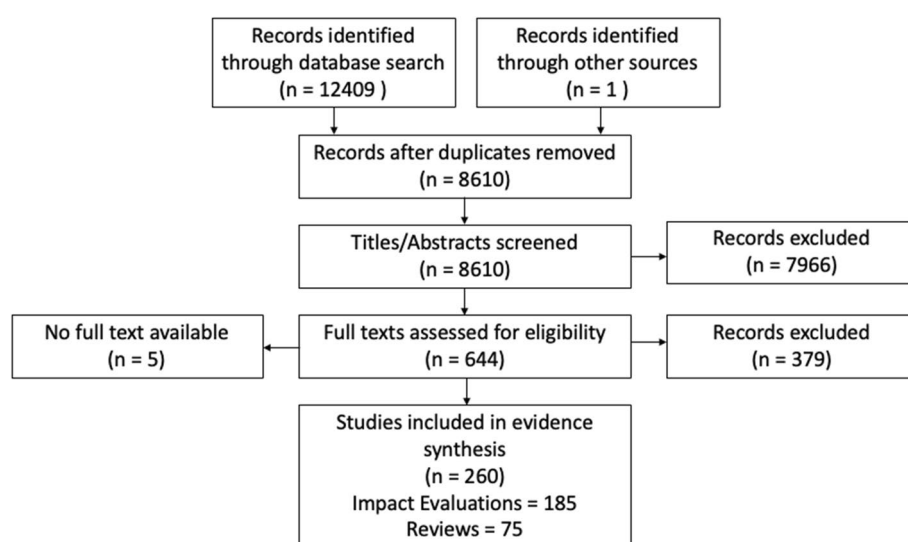 Records identified
through database search
(n = 12409 )
Records identified
through other sources
(n = 1 )
Records after duplicates removed
(n = 8610)
Titles/Abstracts screened
(n = 8610)
Records excluded
(n = 7966)
No full text available
(n = 5)
Full texts assessed for eligibility
(n = 644)
Records excluded
(n = 379)
Studies included in evidence
synthesis
(n = 260)
Impact Evaluations = 185
Reviews = 75